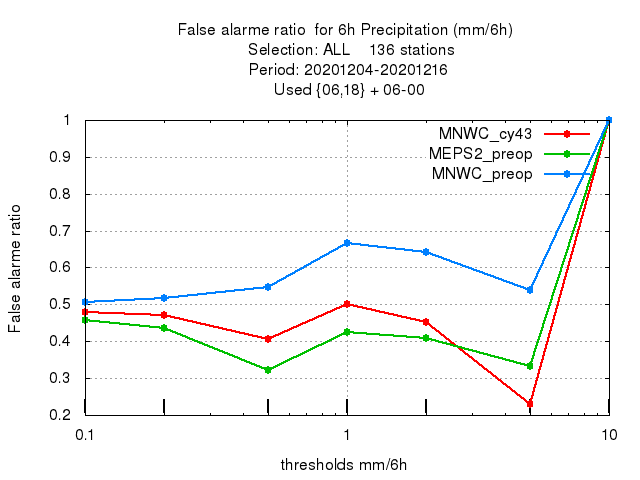 False alarme ratio  for 6h Precipitation (mm/6h)
Selection: ALL    136 stations
Period: 20201204-20201216
Used {06,18} + 06-00
MNWC_cy43
MEPS2_preop
MNWC_preop
False alarme ratio
1
0.9
0.8
0.7
0.6
0.5
0.4
0.3
0.2
0.1 1 10
thresholds mm/6h